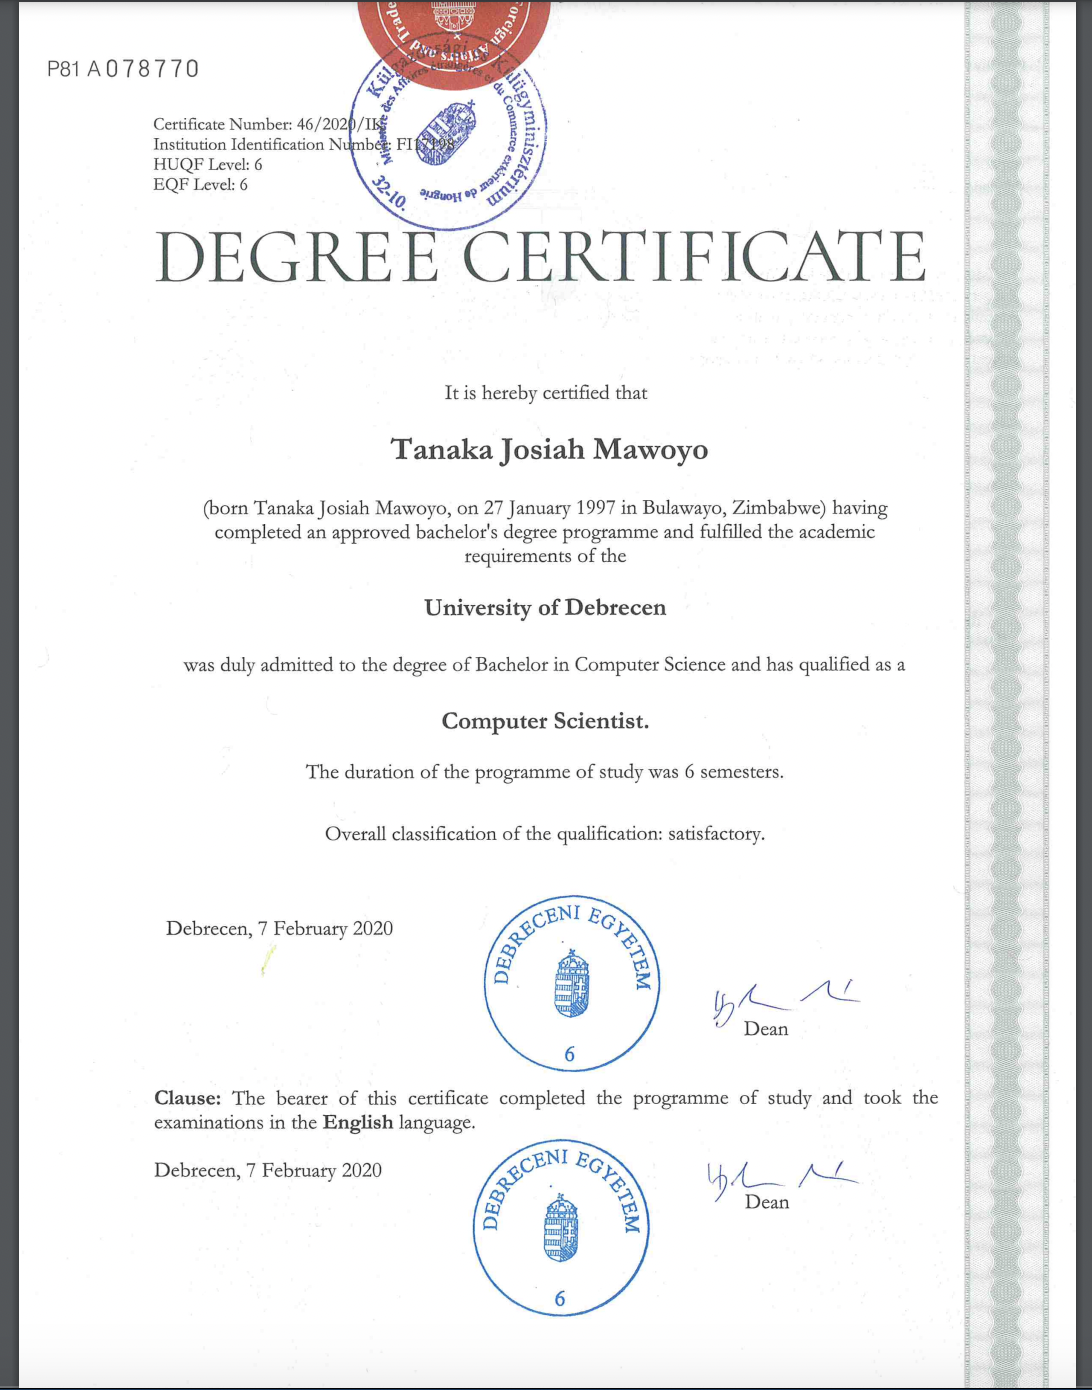 Foreign Affairs and Trade
P81 A078770
Külgazdasági Külügyminisztérium
Ministère des Affaires étrangères et du Commerce extérieur de Hongrie
32-10.
Certificate Number: 46/2020/IK
Institution Identification Number: FI17198
HUQF Level: 6
EQF Level: 6
DEGREE CERTIFICATE
It is hereby certified that
Tanaka Josiah Mawoyo
(born Tanaka Josiah Mawoyo, on 27 January 1997 in Bulawayo, Zimbabwe) having
completed an approved bachelor's degree programme and fulfilled the academic
requirements of the
University of Debrecen
was duly admitted to the degree of Bachelor in Computer Science and has qualified as a
Computer Scientist.
The duration of the programme of study was 6 semesters.
Overall classification of the qualification: satisfactory.
Debrecen, 7 February 2020
DEBRECENI EGYETEM
6
Dean
Clause: The bearer of this certificate completed the programme of study and took the
examinations in the English language.
Debrecen, 7 February 2020
DEBRECENI EGYETEM
6
Dean